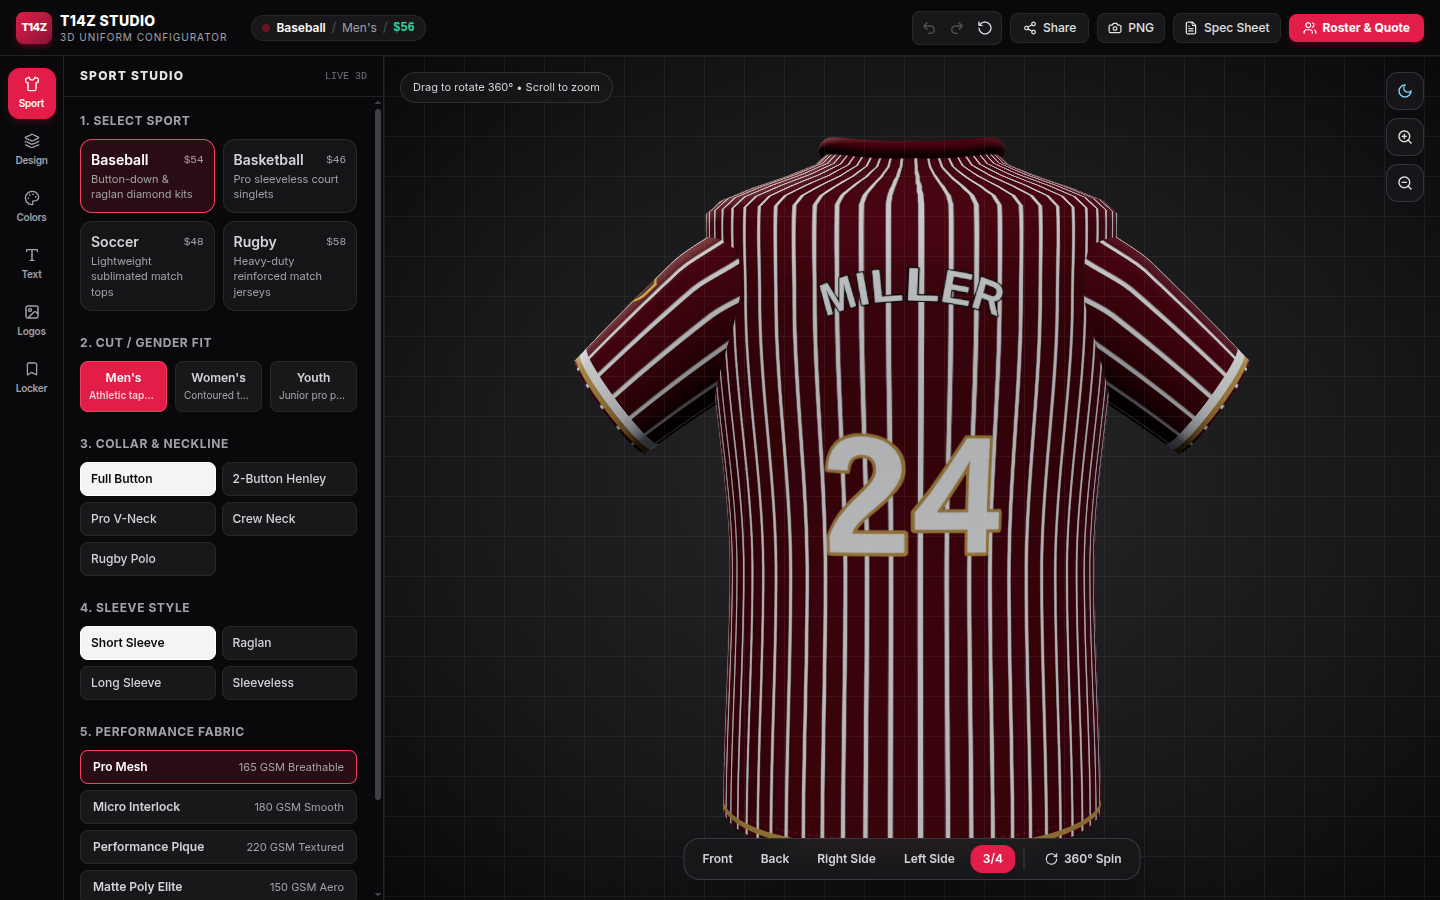 T14Z
T14Z STUDIO
3D UNIFORM CONFIGURATOR
Baseball / Men's / $56
Share
PNG
Spec Sheet
Roster & Quote
Sport
Design
Colors
Text
Logos
Locker
SPORT STUDIO
LIVE 3D
1. SELECT SPORT
Baseball $54
Button-down &
raglan diamond kits
Basketball $46
Pro sleeveless court
singlets
Soccer $48
Lightweight
sublimated match
tops
Rugby $58
Heavy-duty
reinforced match
jerseys
2. CUT / GENDER FIT
Men's
Athletic tap...
Women's
Contoured t...
Youth
Junior pro p...
3. COLLAR & NECKLINE
Full Button
2-Button Henley
Pro V-Neck
Crew Neck
Rugby Polo
4. SLEEVE STYLE
Short Sleeve
Raglan
Long Sleeve
Sleeveless
5. PERFORMANCE FABRIC
Pro Mesh 165 GSM Breathable
Micro Interlock 180 GSM Smooth
Performance Pique 220 GSM Textured
Matte Poly Elite 150 GSM Aero
Drag to rotate 360° • Scroll to zoom
MILLER
24
Front
Back
Right Side
Left Side
3/4
360° Spin